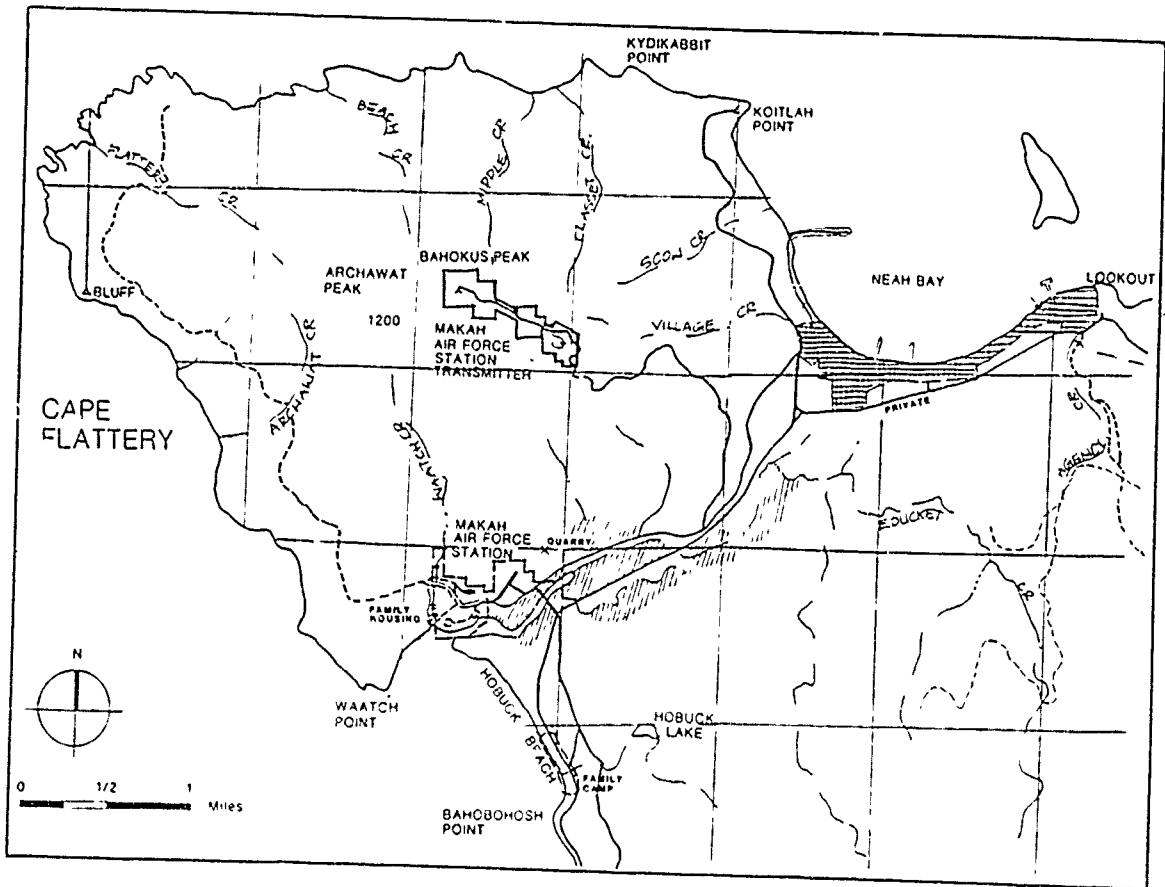 KYDIKABBIT
POINT
KOITLAH
POINT
BEACH
CR
MIDDLE CR
CLASSET CR.
FLATTERY
CR
SCOW CR
BAHOKUS PEAK
ARCHAWAT
PEAK
1200
NEAH BAY
LOOKOUT
BLUFF
VILLAGE CR
MAKAH
AIR FORCE
STATION
TRANSMITTER
ARCHAWAT CR
CAPE
FLATTERY
PRIVATE
WAATCH CR
AGENCY
CR
EDUCKET
CR
MAKAH
AIR FORCE
STATION
QUARRY
FAMILY
HOUSING
N
WAATCH
POINT
HOBUCK
BEACH
HOBUCK
LAKE
FAMILY
CAMP
0 1/2 1 Miles
BAHOBOHOSH
POINT